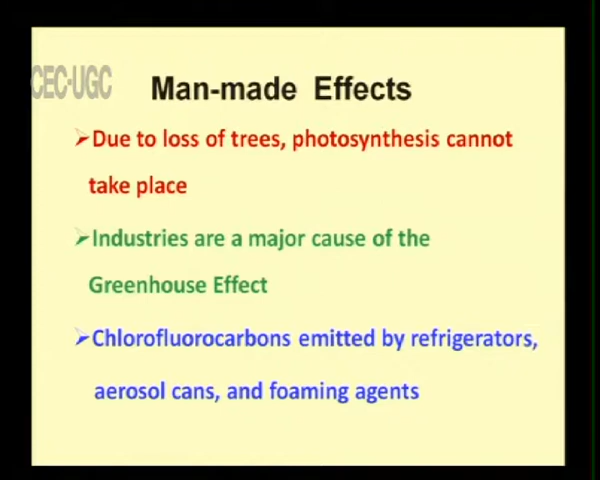 CEC-UGC
Man-made Effects
➢Due to loss of trees, photosynthesis cannot
take place
➢Industries are a major cause of the
Greenhouse Effect
➢Chlorofluorocarbons emitted by refrigerators,
aerosol cans, and foaming agents